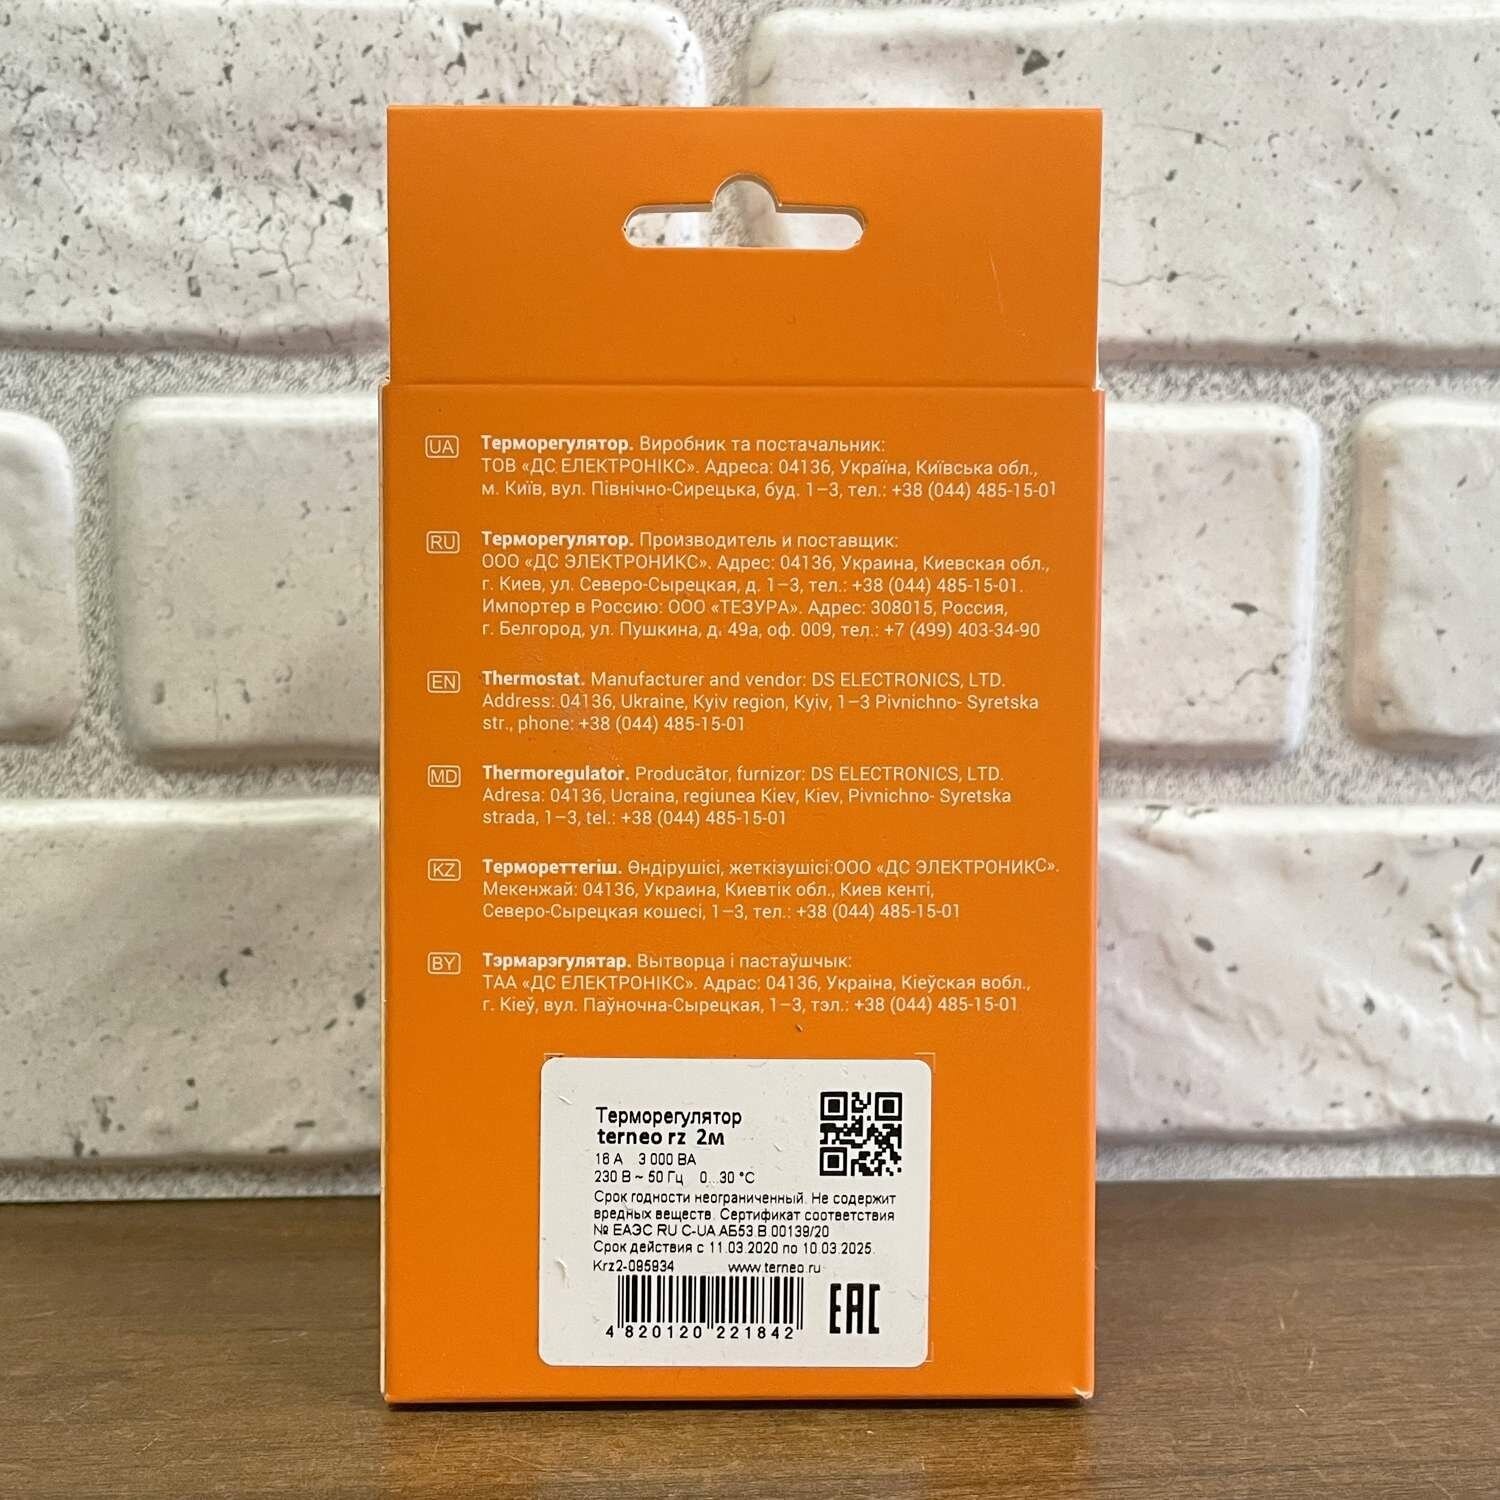 UA Терморегулятор. Виробник та постачальник:
ТОВ «ДС ЕЛЕКТРОНІКС». Адреса: 04136, Україна, Київська обл.,
м. Київ, вул. Північно-Сирецька, буд. 1–3, тел.: +38 (044) 485-15-01
RU Терморегулятор. Производитель и поставщик:
ООО «ДС ЭЛЕКТРОНИКС». Адрес: 04136, Украина, Киевская обл.,
г. Киев, ул. Северо-Сырецкая, д. 1–3, тел.: +38 (044) 485-15-01.
Импортер в Россию: ООО «ТЕЗУРА». Адрес: 308015, Россия,
г. Белгород, ул. Пушкина, д. 49а, оф. 009, тел.: +7 (499) 403-34-90
EN Thermostat. Manufacturer and vendor: DS ELECTRONICS, LTD.
Address: 04136, Ukraine, Kyiv region, Kyiv, 1–3 Pivnichno- Syretska
str., phone: +38 (044) 485-15-01
MD Thermoregulator. Producător, furnizor: DS ELECTRONICS, LTD.
Adresa: 04136, Ucraina, regiunea Kiev, Kiev, Pivnichno- Syretska
strada, 1–3, tel.: +38 (044) 485-15-01
KZ Термореттегіш. Өндірушісі, жеткізушісі:ООО «ДС ЭЛЕКТРОНИКС».
Мекенжай: 04136, Украина, Киевтік обл., Киев кенті,
Северо-Сырецкая кошесі, 1–3, тел.: +38 (044) 485-15-01
BY Тэрмарэгулятар. Вытворца і пастаўшчык:
ТАА «ДС ЕЛЕКТРОНІКС». Адрас: 04136, Украіна, Кіеўская вобл.,
г. Кіеў, вул. Паўночна-Сырецкая, 1–3, тэл.: +38 (044) 485-15-01
Терморегулятор
terneo rz 2м
16 А 3 000 ВА
230 В ~ 50 Гц 0...30 °C
Срок годности неограниченный. Не содержит
вредных веществ. Сертификат соответствия
№ ЕАЭС RU C-UA.АБ53.В.00139/20
Срок действия с 11.03.2020 по 10.03.2025.
Krz2-095934 www.terneo.ru
4 820120 221842
EAC